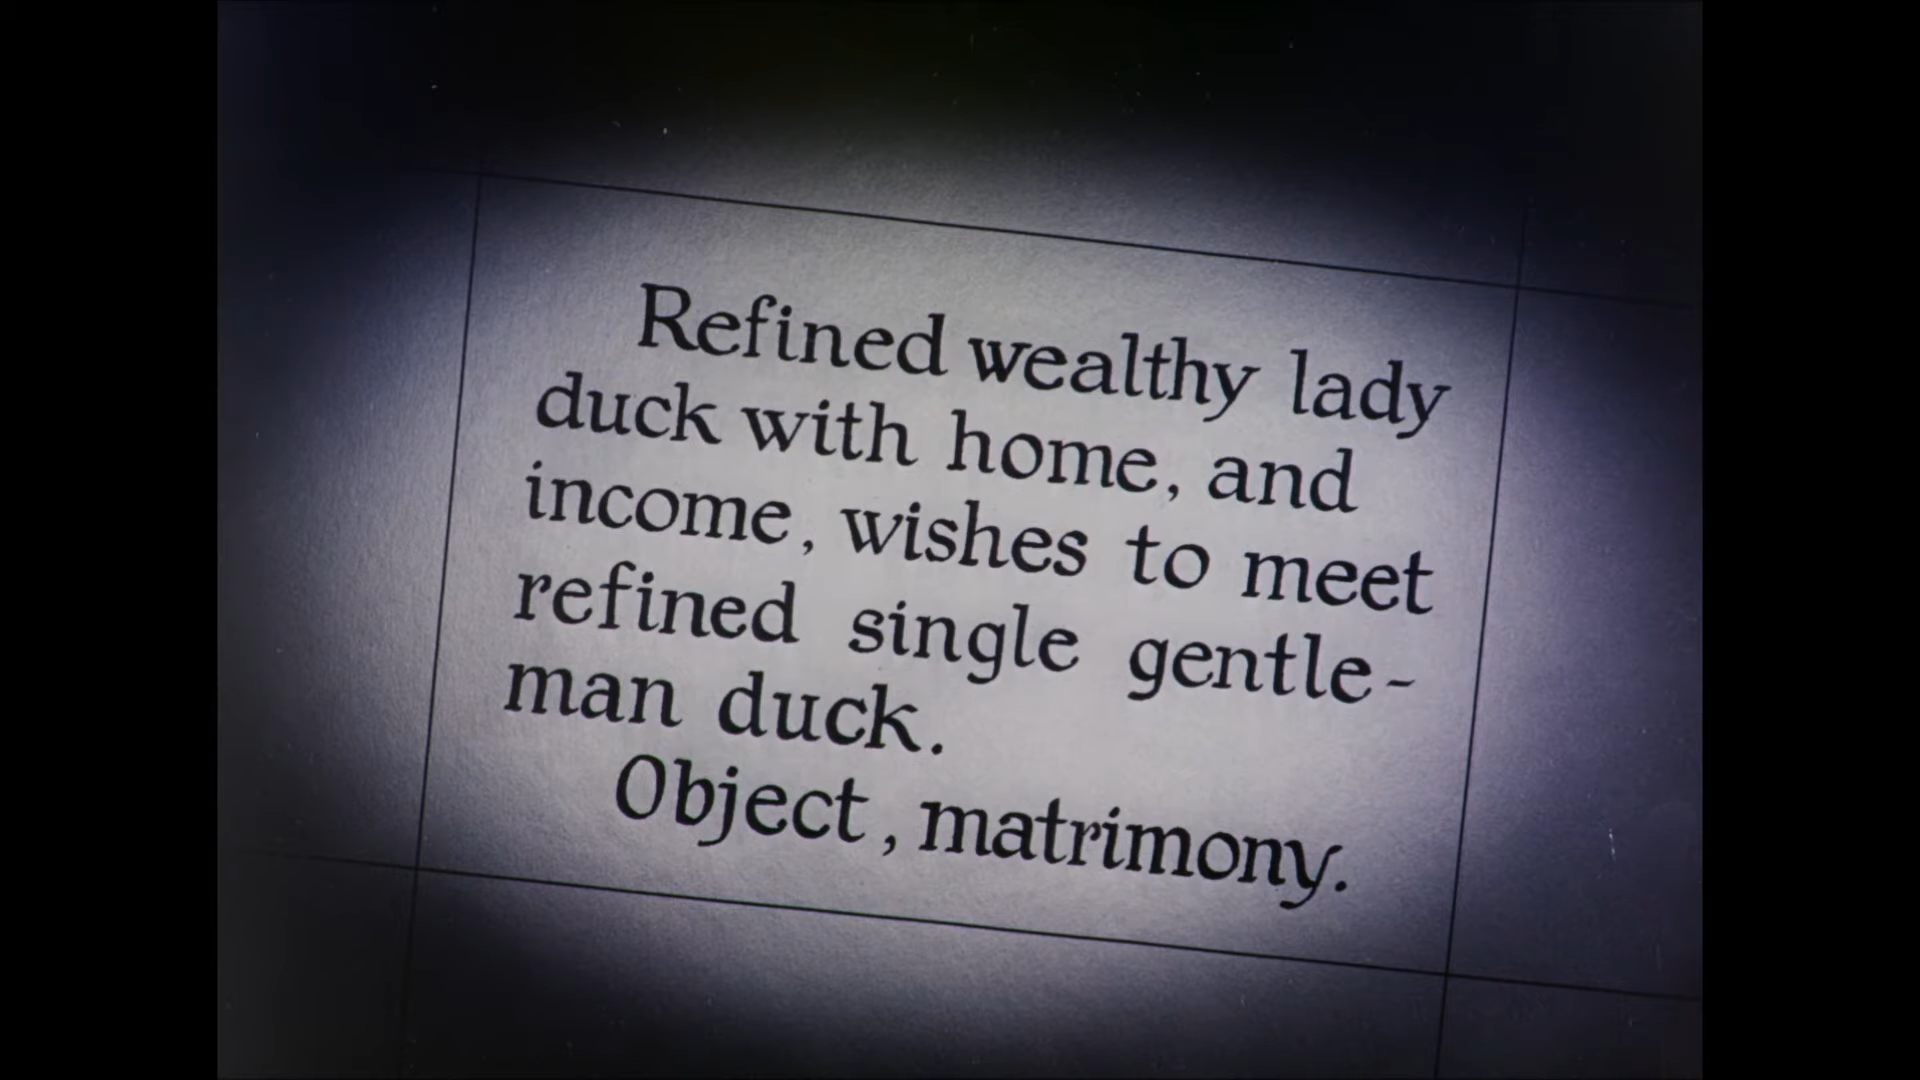 Refined wealthy lady
duck with home, and
income, wishes to meet
refined single gentle-
man duck.
Object, matrimony.